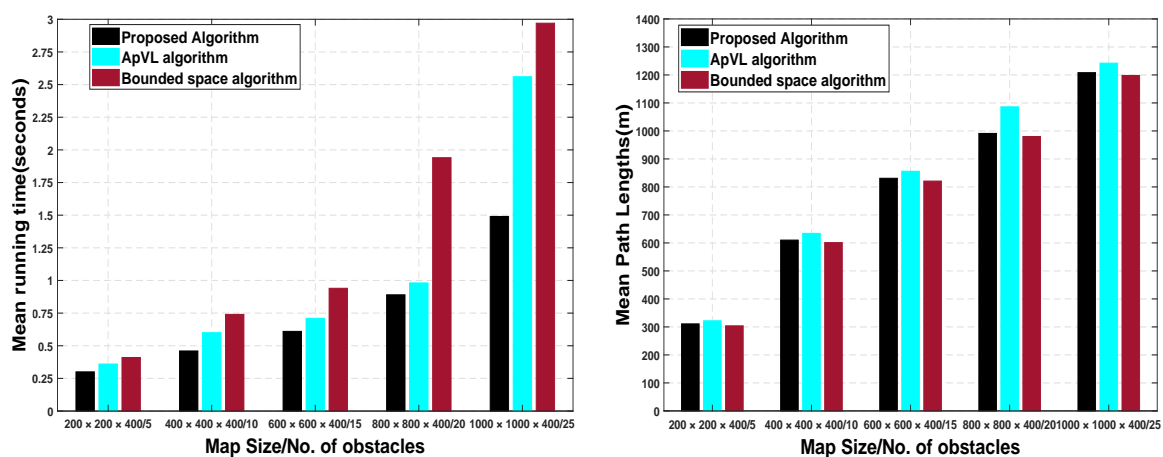 3
2.75
2.5
2.25
2
1.75
1.5
1.25
1
0.75
0.5
0.25
0
Mean running time(seconds)
Proposed Algorithm
ApVL algorithm
Bounded space algorithm
200 × 200 × 400/5 400 × 400 × 400/10 600 × 600 × 400/15 800 × 800 × 400/20 1000 × 1000 × 400/25
Map Size/No. of obstacles
1400
1300
1200
1100
1000
900
800
700
600
500
400
300
200
100
0
Mean Path Lengths(m)
Proposed Algorithm
ApVL algorithm
Bounded space algorithm
200 × 200 × 400/5 400 × 400 × 400/10 600 × 600 × 400/15 800 × 800 × 400/20 1000 × 1000 × 400/25
Map Size/No. of obstacles